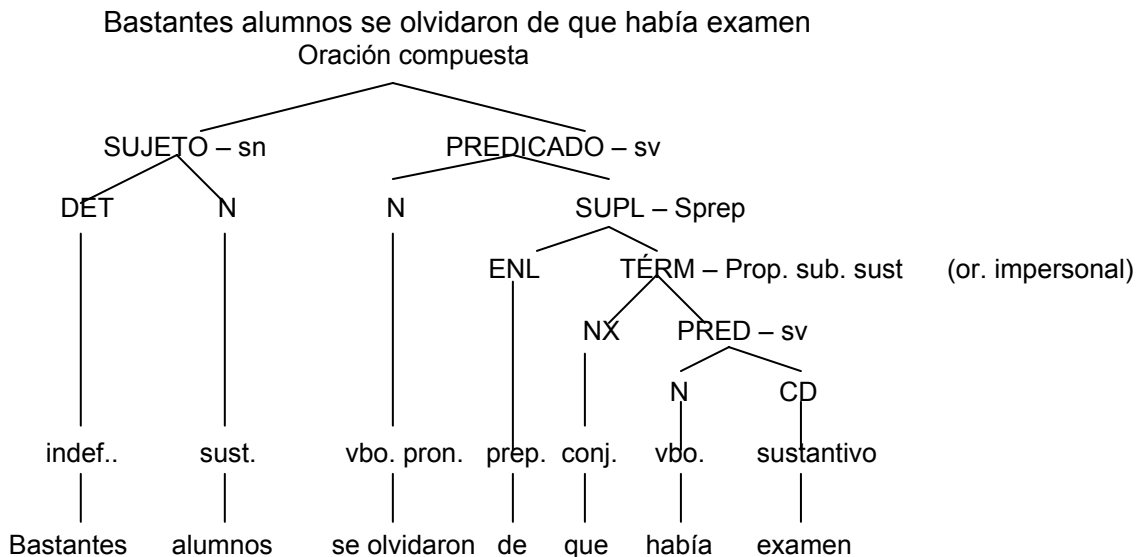 Bastantes alumnos se olvidaron de que había examen
Oración compuesta
SUJETO – sn PREDICADO – sv
DET N N SUPL – Sprep
ENL TÉRM – Prop. sub. sust (or. impersonal)
NX PRED – sv
N CD
indef.. sust. vbo. pron. prep. conj. vbo. sustantivo
Bastantes alumnos se olvidaron de que había examen